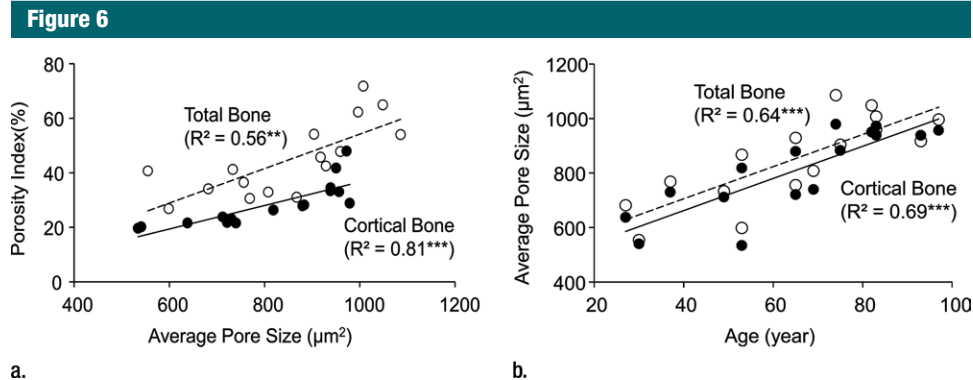 Figure 6
Porosity Index(%)
80
60
40
20
0
Total Bone
(R² = 0.56**)
Cortical Bone
(R² = 0.81***)
400
600
800
1000
1200
Average Pore Size (µm²)
a.
Average Pore Size (µm²)
1200
1000
800
600
400
Total Bone
(R² = 0.64***)
Cortical Bone
(R² = 0.69***)
20
40
60
80
100
Age (year)
b.